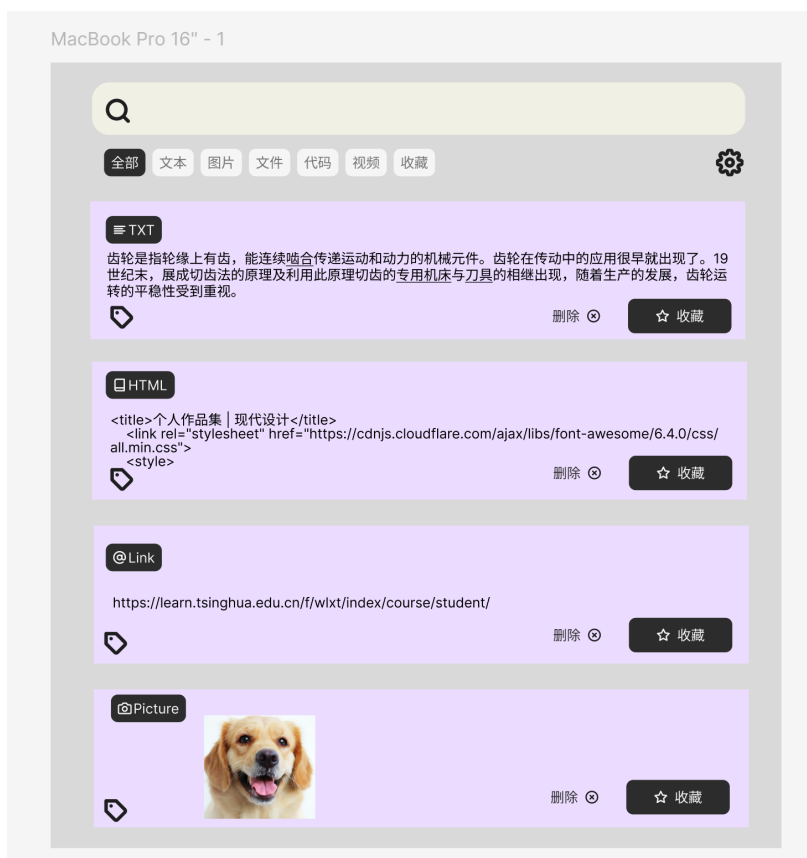 MacBook Pro 16" - 1
全部 文本 图片 文件 代码 视频 收藏
TXT
齿轮是指轮缘上有齿，能连续啮合传递运动和动力的机械元件。齿轮在传动中的应用很早就出现了。19
世纪末，展成切齿法的原理及利用此原理切齿的专用机床与刀具的相继出现，随着生产的发展，齿轮运
转的平稳性受到重视。
删除 收藏
HTML
<title>个人作品集 | 现代设计</title>
<link rel="stylesheet" href="https://cdnjs.cloudflare.com/ajax/libs/font-awesome/6.4.0/css/
all.min.css">
<style>
删除 收藏
Link
https://learn.tsinghua.edu.cn/f/wlxt/index/course/student/
删除 收藏
Picture
删除 收藏